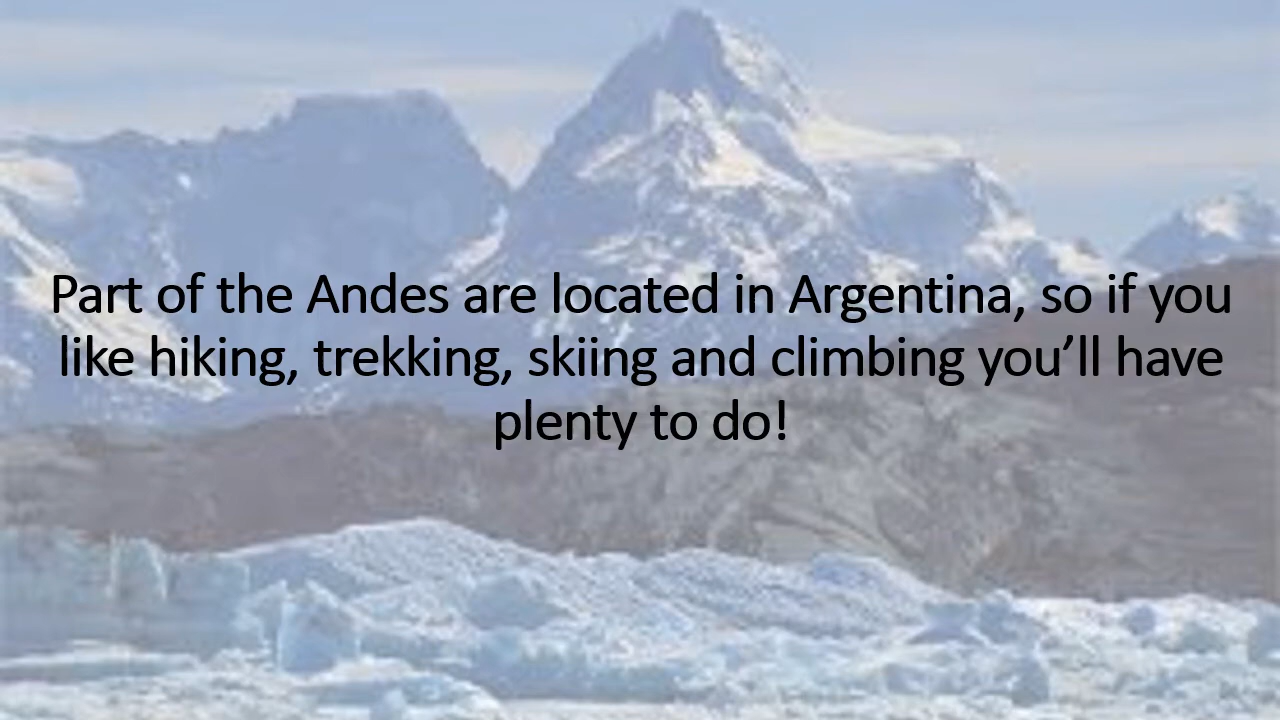 Part of the Andes are located in Argentina, so if you
like hiking, trekking, skiing and climbing you’ll have
plenty to do!